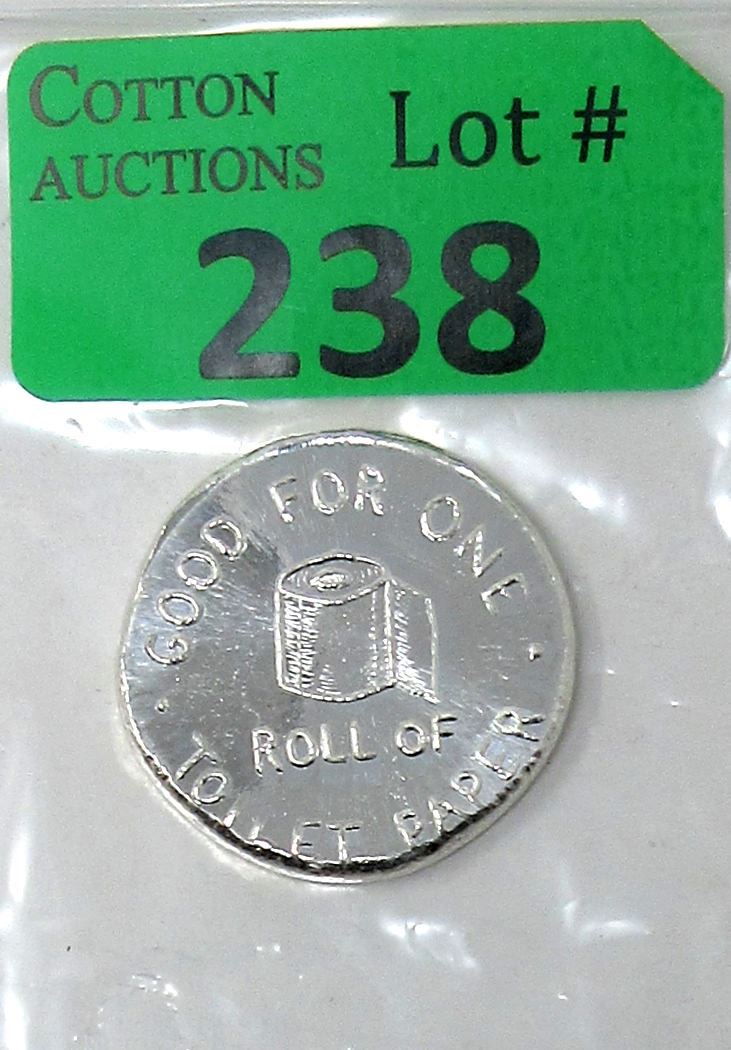 COTTON
AUCTIONS
Lot #
238
GOOD FOR ONE
ROLL OF
TOILET PAPER